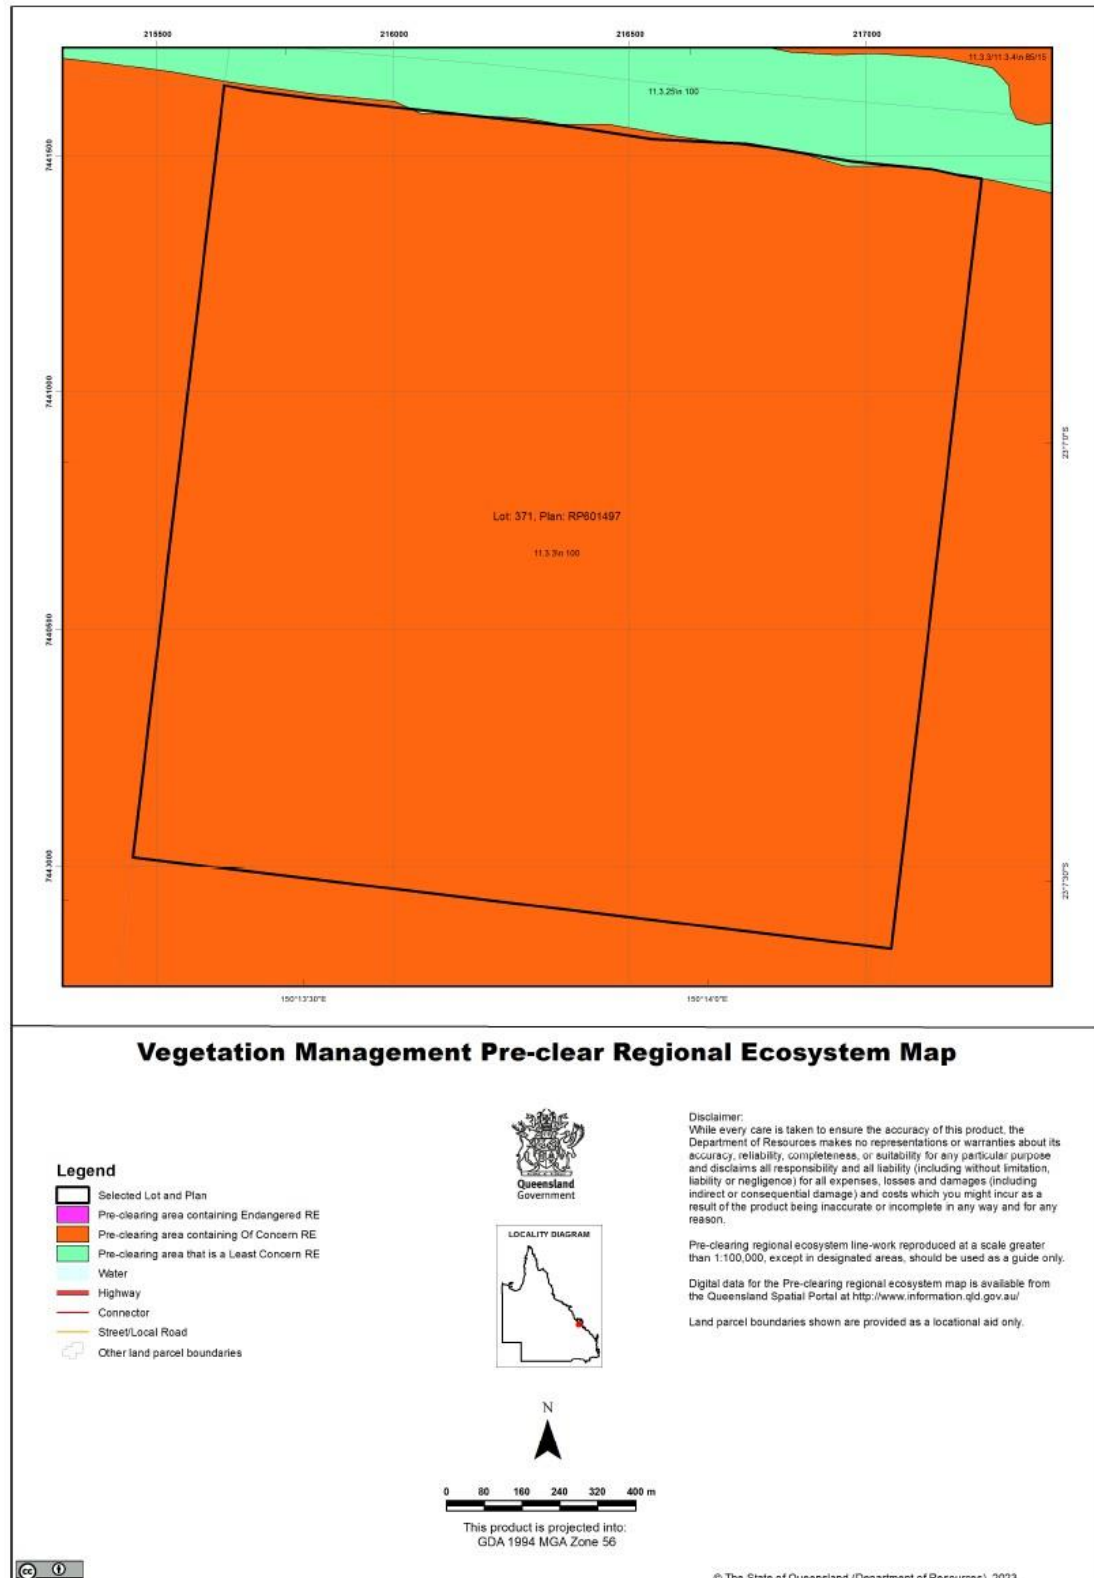 215500 216000 216500 217000
11.3.3/11.3.4\n 85/15
11.3.25\n 100
7441500
7441000
23°7'0"S
Lot: 371, Plan: RP601497
11.3.3\n 100
7440500
7440000
23°7'30"S
150°13'30"E 150°14'0"E
Vegetation Management Pre-clear Regional Ecosystem Map
Legend
Selected Lot and Plan
Pre-clearing area containing Endangered RE
Pre-clearing area containing Of Concern RE
Pre-clearing area that is a Least Concern RE
Water
Highway
Connector
Street/Local Road
Other land parcel boundaries
Queensland
Government
LOCALITY DIAGRAM
N
0 80 160 240 320 400 m
This product is projected into:
GDA 1994 MGA Zone 56
Disclaimer:
While every care is taken to ensure the accuracy of this product, the
Department of Resources makes no representations or warranties about its
accuracy, reliability, completeness, or suitability for any particular purpose
and disclaims all responsibility and all liability (including without limitation,
liability or negligence) for all expenses, losses and damages (including
indirect or consequential damage) and costs which you might incur as a
result of the product being inaccurate or incomplete in any way and for any
reason.
Pre-clearing regional ecosystem line-work reproduced at a scale greater
than 1:100,000, except in designated areas, should be used as a guide only.
Digital data for the Pre-clearing regional ecosystem map is available from
the Queensland Spatial Portal at http://www.information.qld.gov.au/
Land parcel boundaries shown are provided as a locational aid only.
cc
© The State of Queensland (Department of Resources), 2023